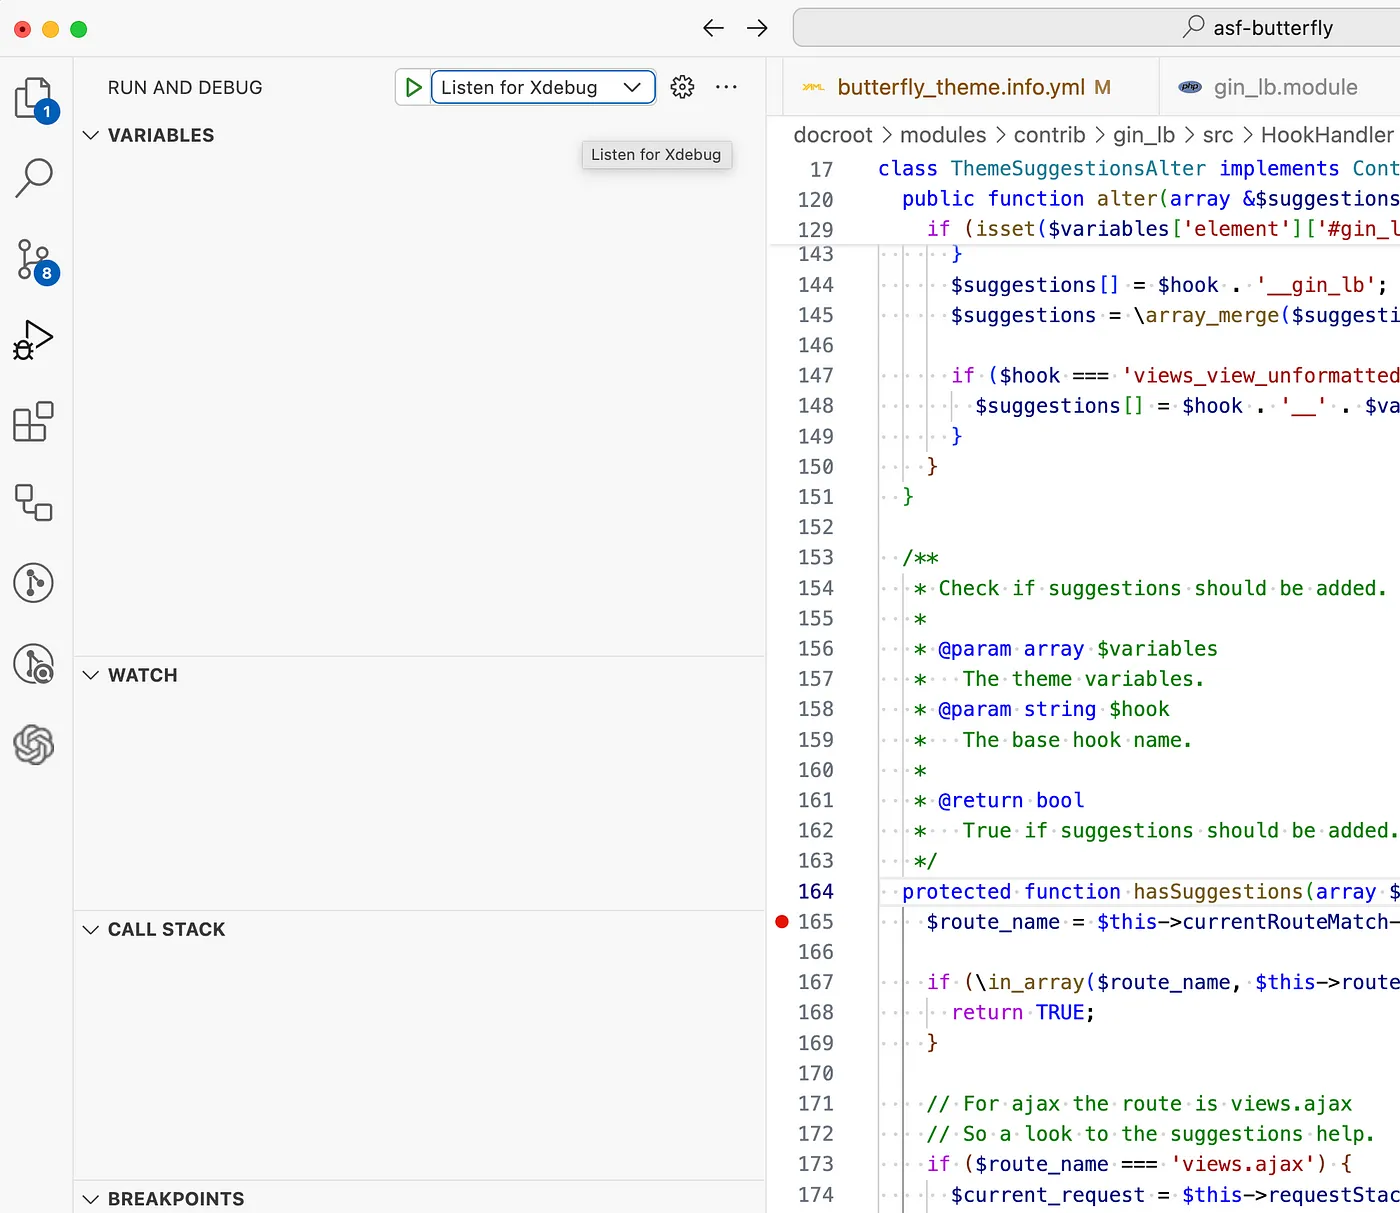 asf-butterfly
RUN AND DEBUG
Listen for Xdebug
1
VARIABLES
Listen for Xdebug
8
WATCH
CALL STACK
BREAKPOINTS
YAML butterfly_theme.info.yml M
php gin_lb.module
docroot > modules > contrib > gin_lb > src > HookHandler
17 class ThemeSuggestionsAlter implements Cont
120 public function alter(array &$suggestions
129 if (isset($variables['element']['#gin_l
143 }
144 $suggestions[] = $hook . '__gin_lb';
145 $suggestions = \array_merge($suggesti
146
147 if ($hook === 'views_view_unformatted
148 $suggestions[] = $hook . '__' . $va
149 }
150 }
151 }
152
153 /**
154 * Check if suggestions should be added.
155 *
156 * @param array $variables
157 * The theme variables.
158 * @param string $hook
159 * The base hook name.
160 *
161 * @return bool
162 * True if suggestions should be added.
163 */
164 protected function hasSuggestions(array $
165 $route_name = $this->currentRouteMatch-
166
167 if (\in_array($route_name, $this->route
168 return TRUE;
169 }
170
171 // For ajax the route is views.ajax
172 // So a look to the suggestions help.
173 if ($route_name === 'views.ajax') {
174 $current_request = $this->requestStac